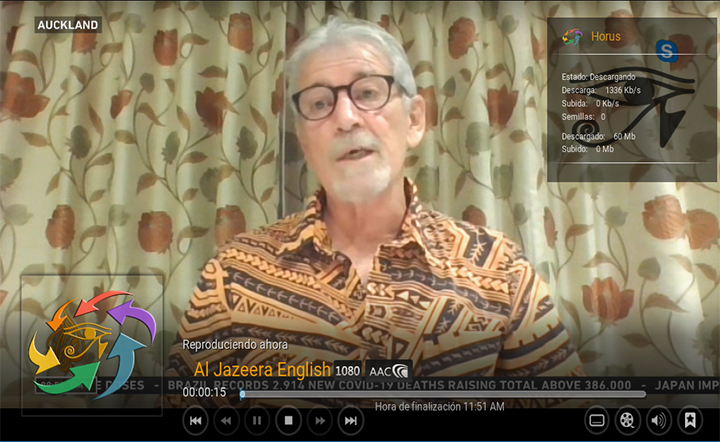 AUCKLAND
Horus
Estado: Descargando
Descarga: 1336 Kb/s
Subida: 0 Kb/s
Semillas: 0
Descargado: 60 Mb
Subido: 0 Mb
Reproduciendo ahora
Al Jazeera English 1080 AAC
DOSES - BRAZIL RECORDS 2,914 NEW COVID-19 DEATHS RAISING TOTAL ABOVE 386,000 - JAPAN IMP
00:00:15
Hora de finalización 11:51 AM